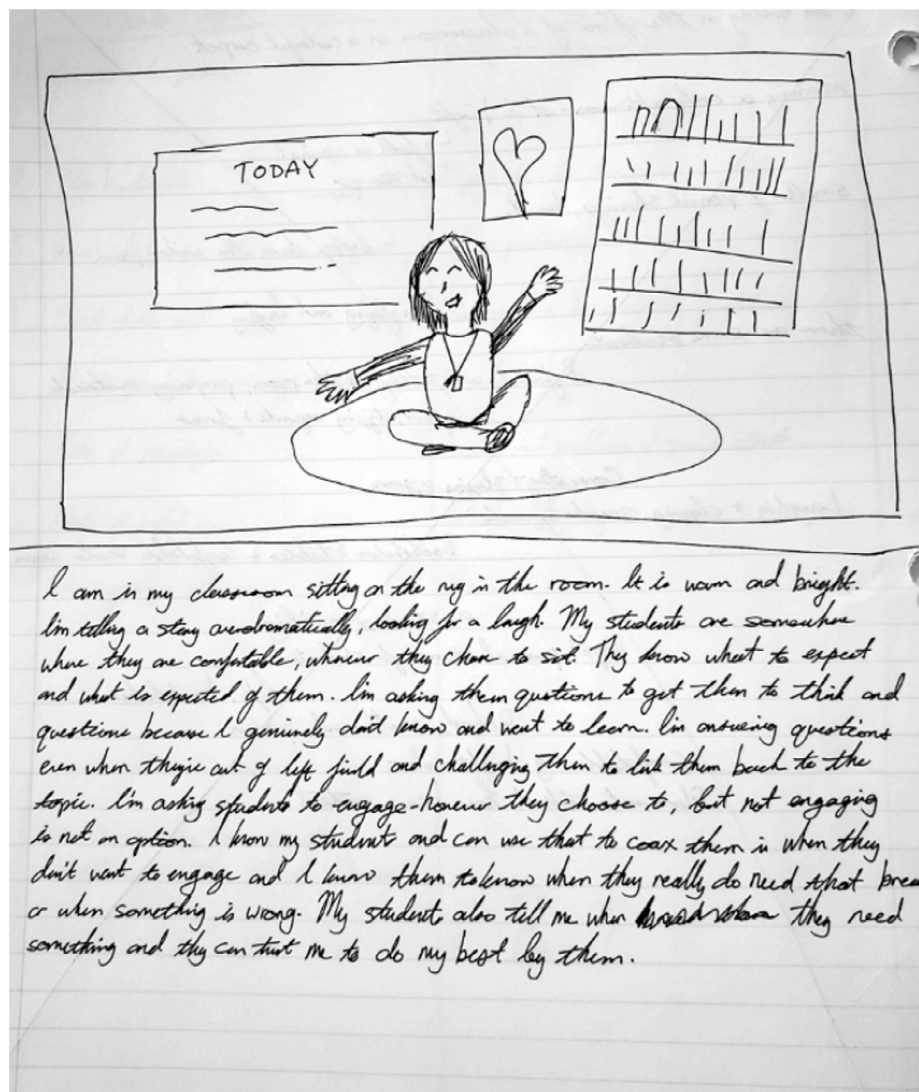 TODAY
I am in my classroom sitting on the rug in the room. It is warm and bright.
I'm telling a story overdramatically, looking for a laugh. My students are somewhere
where they are comfortable, wherever they chose to sit. They know what to expect
and what is expected of them. I'm asking them questions to get them to think and
questions because I genuinely don't know and want to learn. I'm answering questions
even when they're out of left field and challenging them to link them back to the
topic. I'm asking students to engage - however they choose to, but not engaging
is not an option. I know my students and can use that to coax them in when they
don't want to engage and I know them to know when they really do need that brea
or when something is wrong. My students also tell me when they need
something and they can trust me to do my best by them.